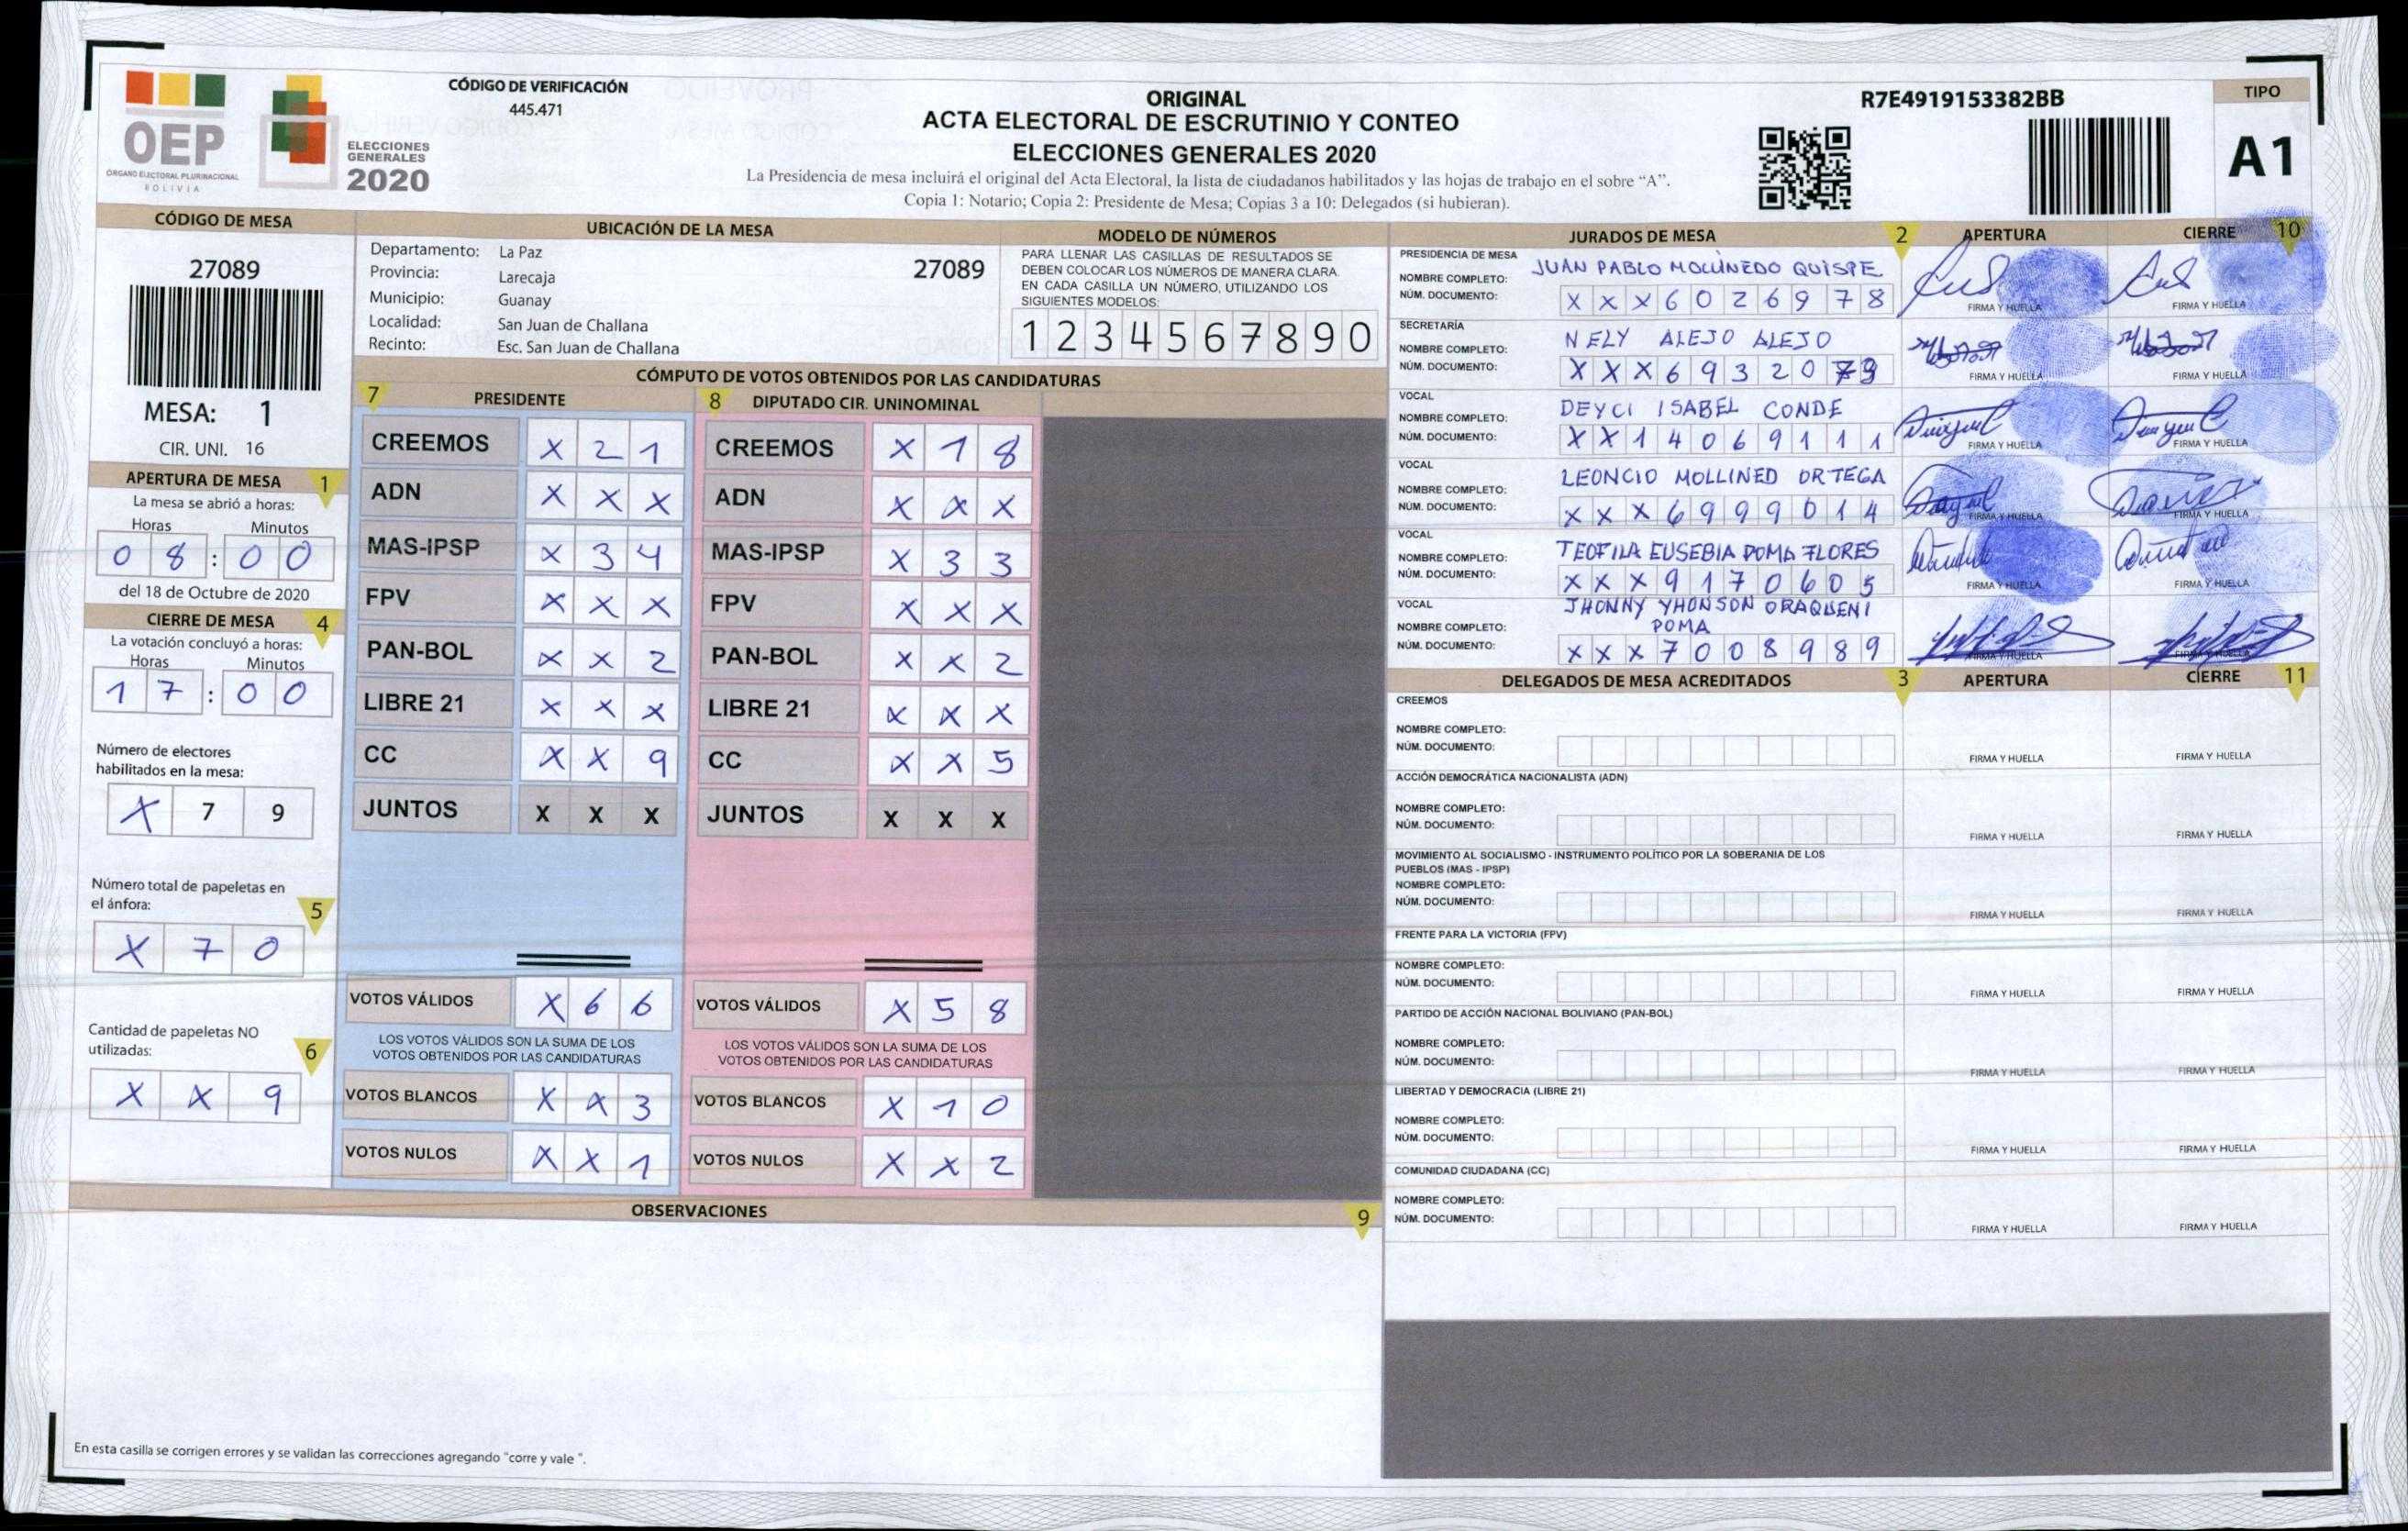 OEP
ÓRGANO ELECTORAL PLURINACIONAL
BOLIVIA
ELECCIONES
GENERALES
2020
CÓDIGO DE VERIFICACIÓN
445.471
ORIGINAL
ACTA ELECTORAL DE ESCRUTINIO Y CONTEO
ELECCIONES GENERALES 2020
La Presidencia de mesa incluirá el original del Acta Electoral, la lista de ciudadanos habilitados y las hojas de trabajo en el sobre “A”.
Copia 1: Notario; Copia 2: Presidente de Mesa; Copias 3 a 10: Delegados (si hubieran).
R7E4919153382BB
TIPO
A1
CÓDIGO DE MESA
27089
MESA: 1
CIR. UNI. 16
APERTURA DE MESA 1
La mesa se abrió a horas:
Horas Minutos
0 8 : 0 0
del 18 de Octubre de 2020
CIERRE DE MESA 4
La votación concluyó a horas:
Horas Minutos
1 7 : 0 0
Número de electores
habilitados en la mesa:
X 7 9
Número total de papeletas en
el ánfora: 5
X 7 0
Cantidad de papeletas NO
utilizadas: 6
X X 9
UBICACIÓN DE LA MESA
Departamento: La Paz
Provincia: Larecaja 27089
Municipio: Guanay
Localidad: San Juan de Challana
Recinto: Esc. San Juan de Challana
MODELO DE NÚMEROS
PARA LLENAR LAS CASILLAS DE RESULTADOS SE
DEBEN COLOCAR LOS NÚMEROS DE MANERA CLARA.
EN CADA CASILLA UN NÚMERO, UTILIZANDO LOS
SIGUIENTES MODELOS:
1 2 3 4 5 6 7 8 9 0
CÓMPUTO DE VOTOS OBTENIDOS POR LAS CANDIDATURAS
7 PRESIDENTE
CREEMOS X 2 1
ADN X X X
MAS-IPSP X 3 4
FPV X X X
PAN-BOL X X 2
LIBRE 21 X X X
CC X X 9
JUNTOS X X X
VOTOS VÁLIDOS X 6 6
LOS VOTOS VÁLIDOS SON LA SUMA DE LOS
VOTOS OBTENIDOS POR LAS CANDIDATURAS
VOTOS BLANCOS X X 3
VOTOS NULOS X X 1
8 DIPUTADO CIR. UNINOMINAL
CREEMOS X 1 8
ADN X X X
MAS-IPSP X 3 3
FPV X X X
PAN-BOL X X 2
LIBRE 21 X X X
CC X X 5
JUNTOS X X X
VOTOS VÁLIDOS X 5 8
LOS VOTOS VÁLIDOS SON LA SUMA DE LOS
VOTOS OBTENIDOS POR LAS CANDIDATURAS
VOTOS BLANCOS X 1 0
VOTOS NULOS X X 2
OBSERVACIONES 9
En esta casilla se corrigen errores y se validan las correcciones agregando "corre y vale ".
JURADOS DE MESA 2 APERTURA CIERRE 10
PRESIDENCIA DE MESA
NOMBRE COMPLETO: JUAN PABLO MOLLINEDO QUISPE
NÚM. DOCUMENTO: X X X 6 0 2 6 9 7 8
FIRMA Y HUELLA FIRMA Y HUELLA
SECRETARÍA
NOMBRE COMPLETO: NELY ALEJO ALEJO
NÚM. DOCUMENTO: X X X 6 9 3 2 0
FIRMA Y HUELLA FIRMA Y HUELLA
VOCAL
NOMBRE COMPLETO: DEYCI ISABEL CONDE
NÚM. DOCUMENTO: X X 1 4 0 6 9 1 1 1
FIRMA Y HUELLA FIRMA Y HUELLA
VOCAL
NOMBRE COMPLETO: LEONCIO MOLLINED ORTEGA
NÚM. DOCUMENTO: X X X 6 9 9 9 0 1 4
FIRMA Y HUELLA FIRMA Y HUELLA
VOCAL
NOMBRE COMPLETO: TEOFILA EUSEBIA POMA FLORES
NÚM. DOCUMENTO: X X X 9 1 7 0 6 0 5
FIRMA Y HUELLA FIRMA Y HUELLA
VOCAL
NOMBRE COMPLETO: JHONNY YHONSON ORAQUENI
POMA
NÚM. DOCUMENTO: X X X 7 0 0 8 9 8 9
FIRMA Y HUELLA FIRMA Y HUELLA
DELEGADOS DE MESA ACREDITADOS 3 APERTURA CIERRE 11
CREEMOS
NOMBRE COMPLETO:
NÚM. DOCUMENTO:
FIRMA Y HUELLA FIRMA Y HUELLA
ACCIÓN DEMOCRÁTICA NACIONALISTA (ADN)
NOMBRE COMPLETO:
NÚM. DOCUMENTO:
FIRMA Y HUELLA FIRMA Y HUELLA
MOVIMIENTO AL SOCIALISMO - INSTRUMENTO POLÍTICO POR LA SOBERANIA DE LOS
PUEBLOS (MAS - IPSP)
NOMBRE COMPLETO:
NÚM. DOCUMENTO:
FIRMA Y HUELLA FIRMA Y HUELLA
FRENTE PARA LA VICTORIA (FPV)
NOMBRE COMPLETO:
NÚM. DOCUMENTO:
FIRMA Y HUELLA FIRMA Y HUELLA
PARTIDO DE ACCIÓN NACIONAL BOLIVIANO (PAN-BOL)
NOMBRE COMPLETO:
NÚM. DOCUMENTO:
FIRMA Y HUELLA FIRMA Y HUELLA
LIBERTAD Y DEMOCRACIA (LIBRE 21)
NOMBRE COMPLETO:
NÚM. DOCUMENTO:
FIRMA Y HUELLA FIRMA Y HUELLA
COMUNIDAD CIUDADANA (CC)
NOMBRE COMPLETO:
NÚM. DOCUMENTO:
FIRMA Y HUELLA FIRMA Y HUELLA